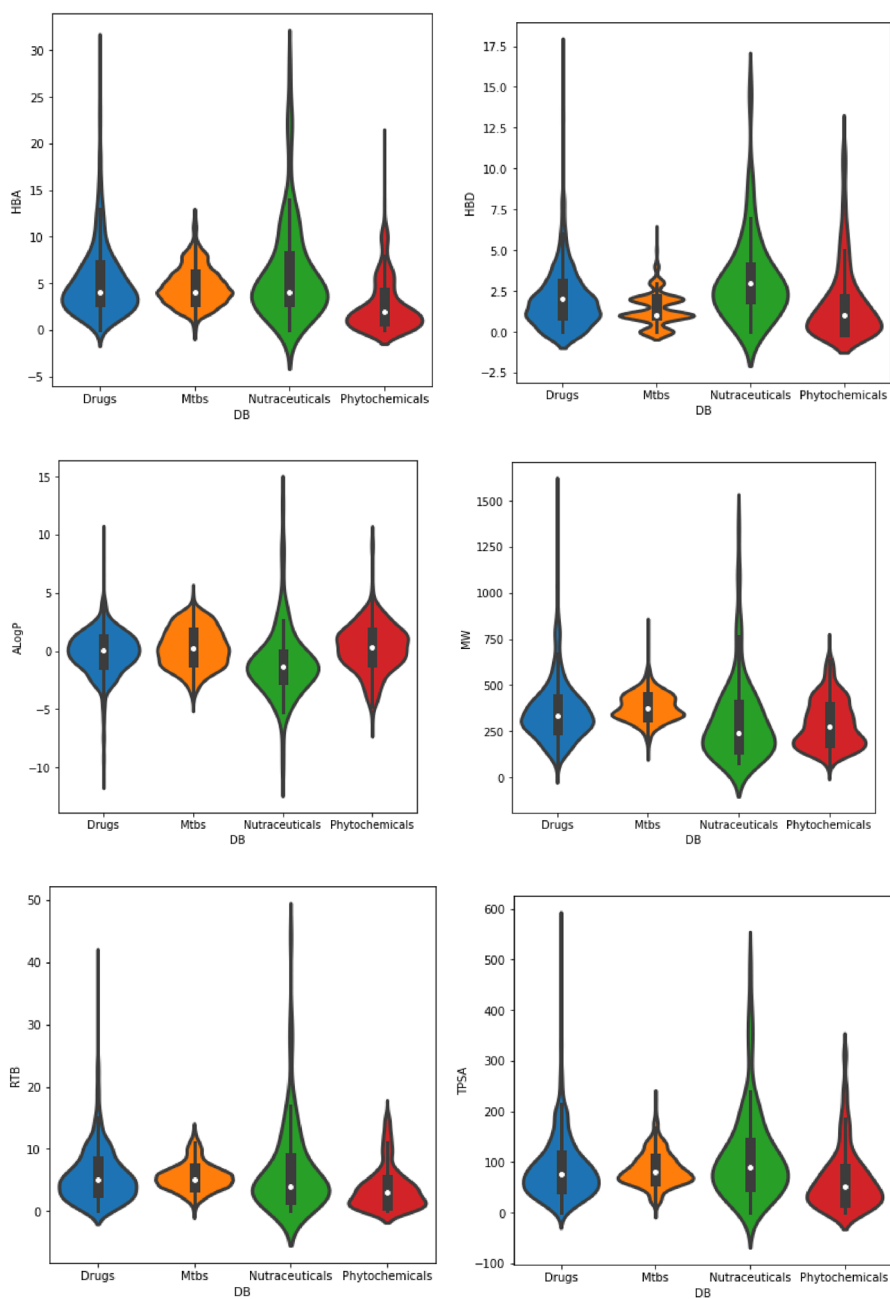 30
25
20
15
10
5
0
−5
HBA
Drugs Mtbs Nutraceuticals Phytochemicals
DB
17.5
15.0
12.5
10.0
7.5
5.0
2.5
0.0
−2.5
HBD
Drugs Mtbs Nutraceuticals Phytochemicals
DB
15
10
5
0
−5
−10
ALogP
Drugs Mtbs Nutraceuticals Phytochemicals
DB
1500
1250
1000
750
500
250
0
MW
Drugs Mtbs Nutraceuticals Phytochemicals
DB
50
40
30
20
10
0
RTB
Drugs Mtbs Nutraceuticals Phytochemicals
DB
600
500
400
300
200
100
0
−100
TPSA
Drugs Mtbs Nutraceuticals Phytochemicals
DB